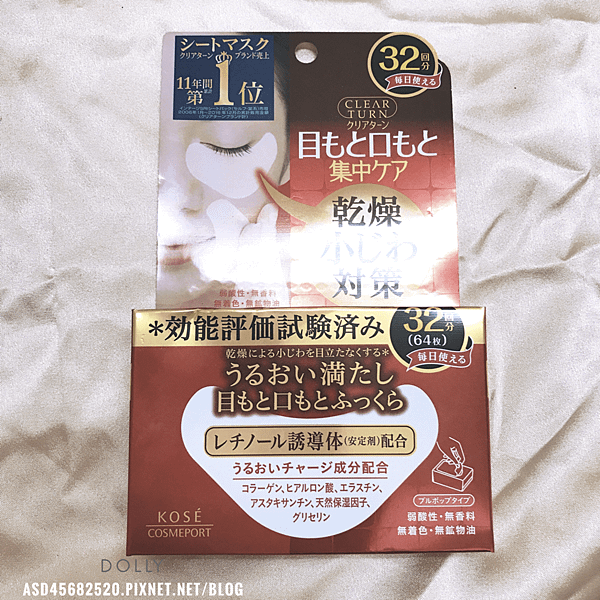 シートマスク
クリアターン ブランド売上
11年間
第1位
32回分
毎日使える
CLEAR
TURN
クリアターン
目もと口もと
集中ケア
乾燥
小じわ
対策
弱酸性・無香料
無着色・無鉱物油
*効能評価試験済み
32回分
(64枚)
毎日使える
乾燥による小じわを目立たなくする*
うるおい満たし
目もと口もとふっくら
レチノール誘導体(安定剤)配合
うるおいチャージ成分配合
コラーゲン、ヒアルロン酸、エラスチン、
アスタキサンチン、天然保湿因子、
グリセリン
プルポップタイプ
弱酸性・無香料
無着色・無鉱物油
KOSÉ
COSMEPORT
DOLLY
ASD45682520.PIXNET.NET/BLOG